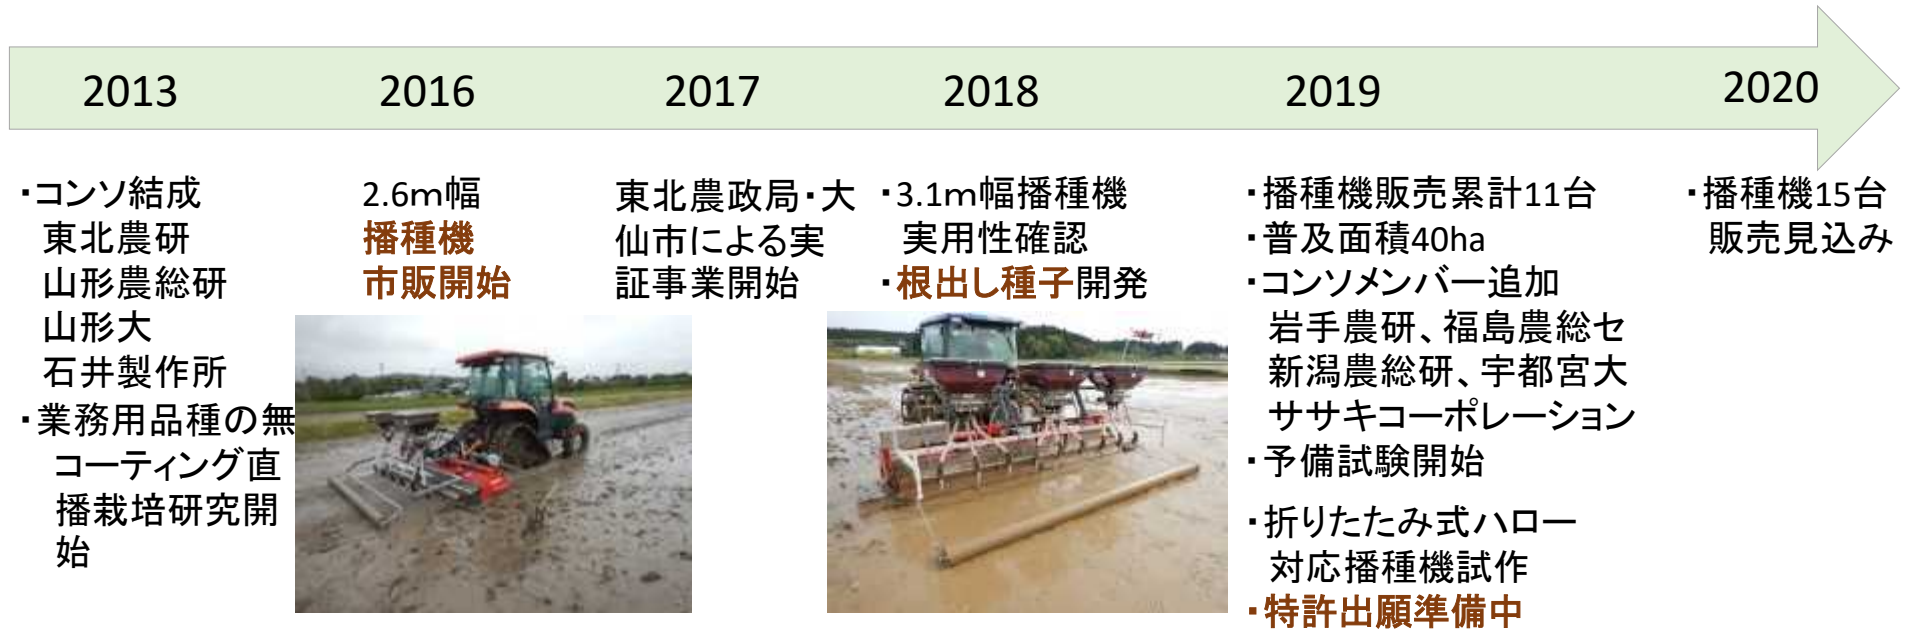 2013
2016
2017
2018
2019
2020
・コンソ結成
東北農研
山形農総研
山形大
石井製作所
・業務用品種の無
コーティング直
播栽培研究開
始
2.6m幅
播種機
市販開始
東北農政局・大
仙市による実
証事業開始
・3.1m幅播種機
実用性確認
・根出し種子開発
・播種機販売累計11台
・普及面積40ha
・コンソメンバー追加
岩手農研、福島農総セ
新潟農総研、宇都宮大
ササキコーポレーション
・予備試験開始
・折りたたみ式ハロー
対応播種機試作
・特許出願準備中
・播種機15台
販売見込み